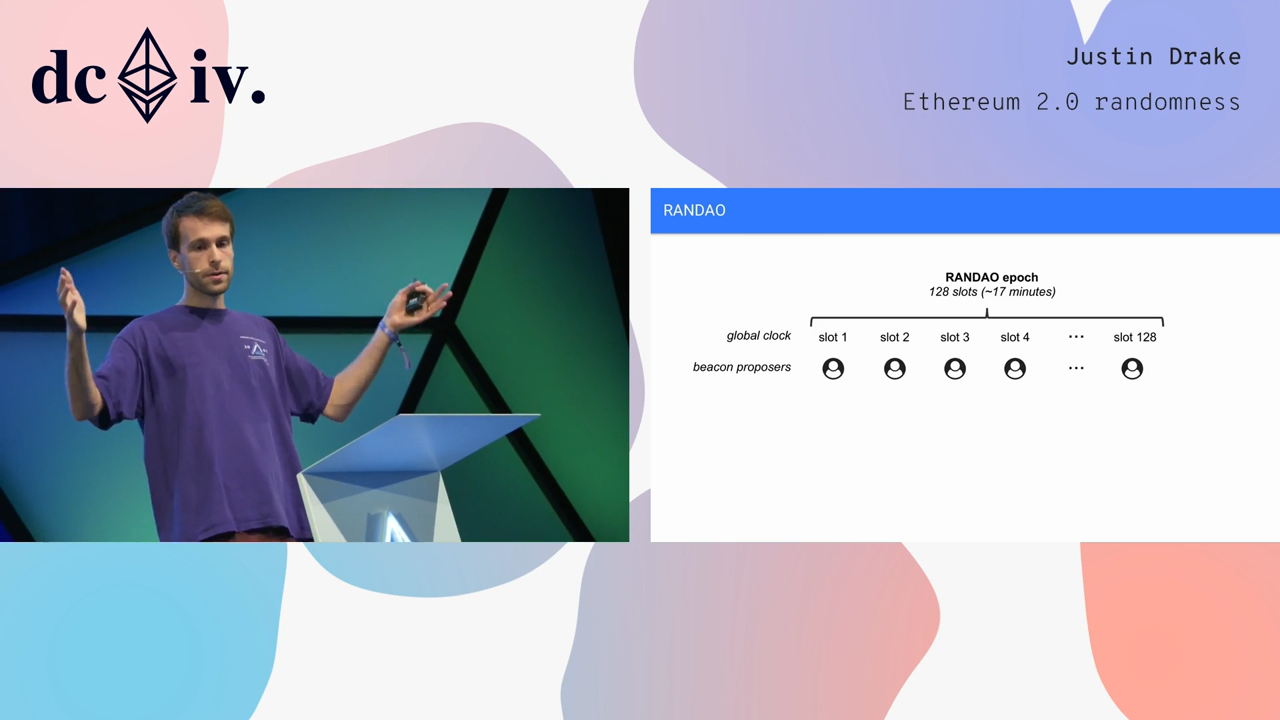 dc iv.
Justin Drake
Ethereum 2.0 randomness
RANDAO
RANDAO epoch
128 slots (~17 minutes)
global clock slot 1 slot 2 slot 3 slot 4 ... slot 128
beacon proposers ...